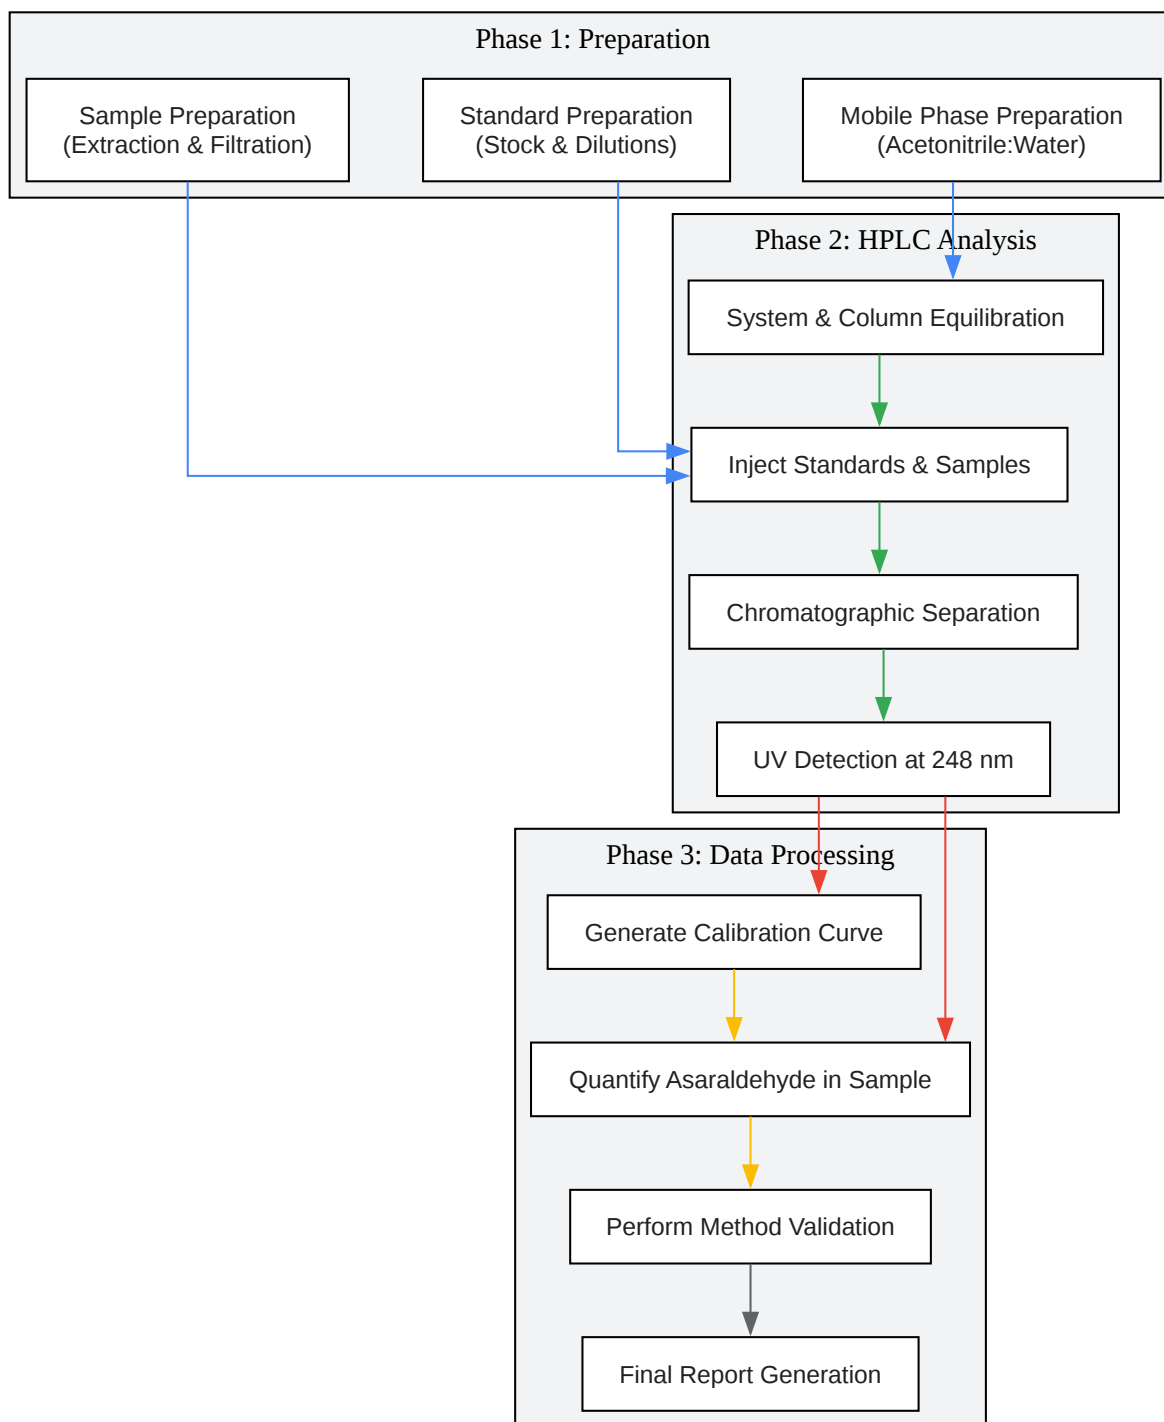 Phase 1: Preparation
Sample Preparation
(Extraction & Filtration)
Standard Preparation
(Stock & Dilutions)
Mobile Phase Preparation
(Acetonitrile:Water)
Phase 2: HPLC Analysis
System & Column Equilibration
Inject Standards & Samples
Chromatographic Separation
UV Detection at 248 nm
Phase 3: Data Processing
Generate Calibration Curve
Quantify Asaraldehyde in Sample
Perform Method Validation
Final Report Generation